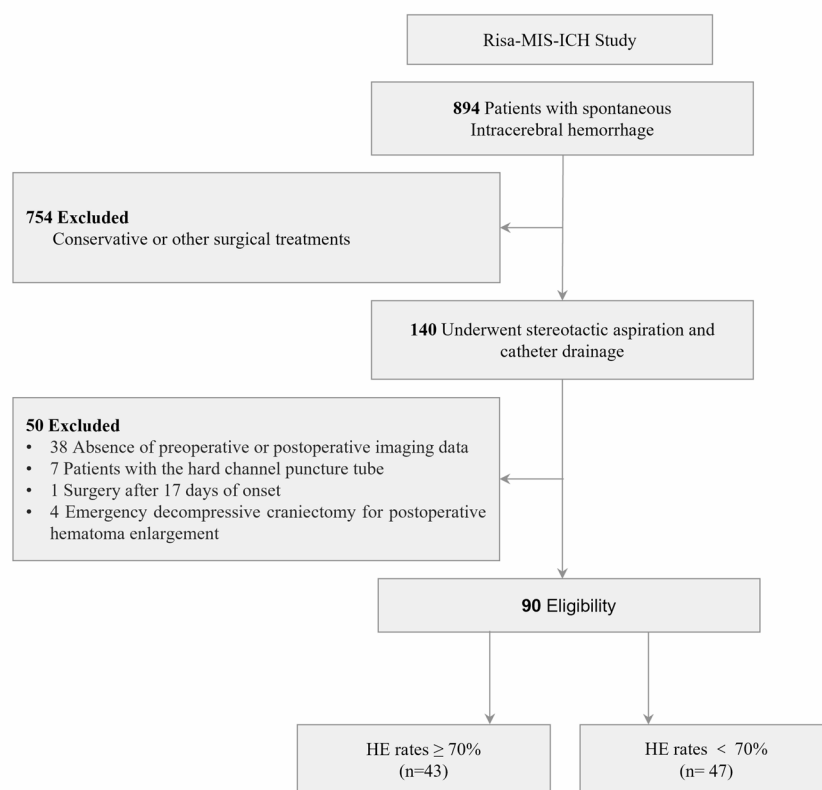 Risa-MIS-ICH Study
894 Patients with spontaneous
Intracerebral hemorrhage
754 Excluded
Conservative or other surgical treatments
140 Underwent stereotactic aspiration and
catheter drainage
50 Excluded
• 38 Absence of preoperative or postoperative imaging data
• 7 Patients with the hard channel puncture tube
• 1 Surgery after 17 days of onset
• 4 Emergency decompressive craniectomy for postoperative
hematoma enlargement
90 Eligibility
HE rates ≥ 70%
(n=43)
HE rates < 70%
(n= 47)